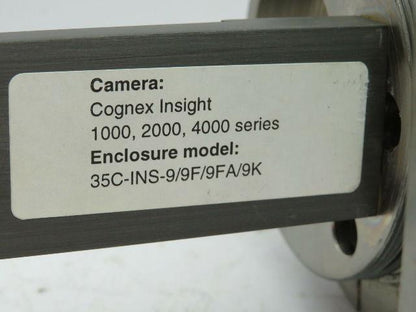 Camera:
Cognex Insight
1000, 2000, 4000 series
Enclosure model:
35C-INS-9/9F/9FA/9K